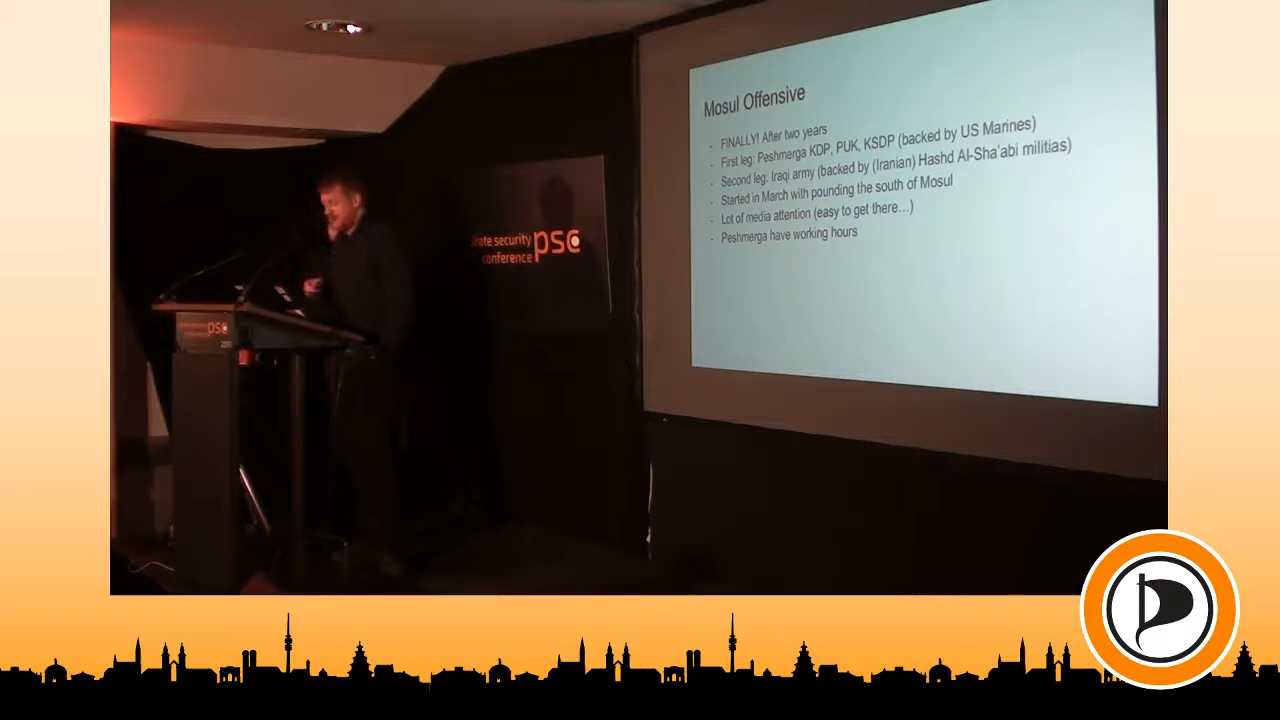 Mosul Offensive
- FINALLY! After two years
- First leg: Peshmerga KDP, PUK, KSDP (backed by US Marines)
- Second leg: Iraqi army (backed by (Iranian) Hashd Al-Sha'abi militias)
- Started in March with pounding the south of Mosul
- Lot of media attention (easy to get there…)
- Peshmerga have working hours
security
conference
psc
psc